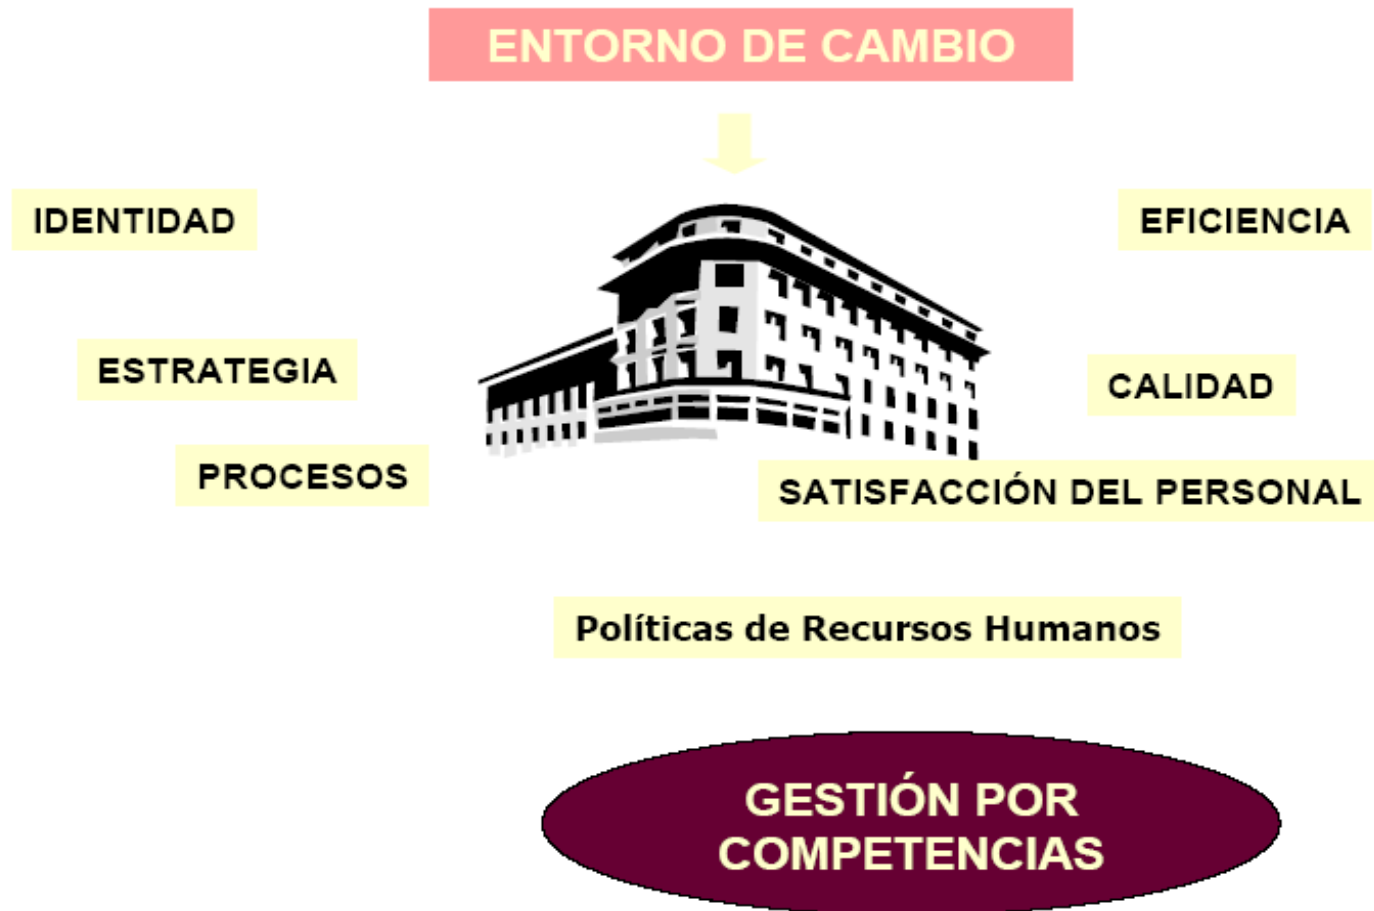 ENTORNO DE CAMBIO
IDENTIDAD
EFICIENCIA
ESTRATEGIA
CALIDAD
PROCESOS
SATISFACCIÓN DEL PERSONAL
Políticas de Recursos Humanos
GESTIÓN POR
COMPETENCIAS